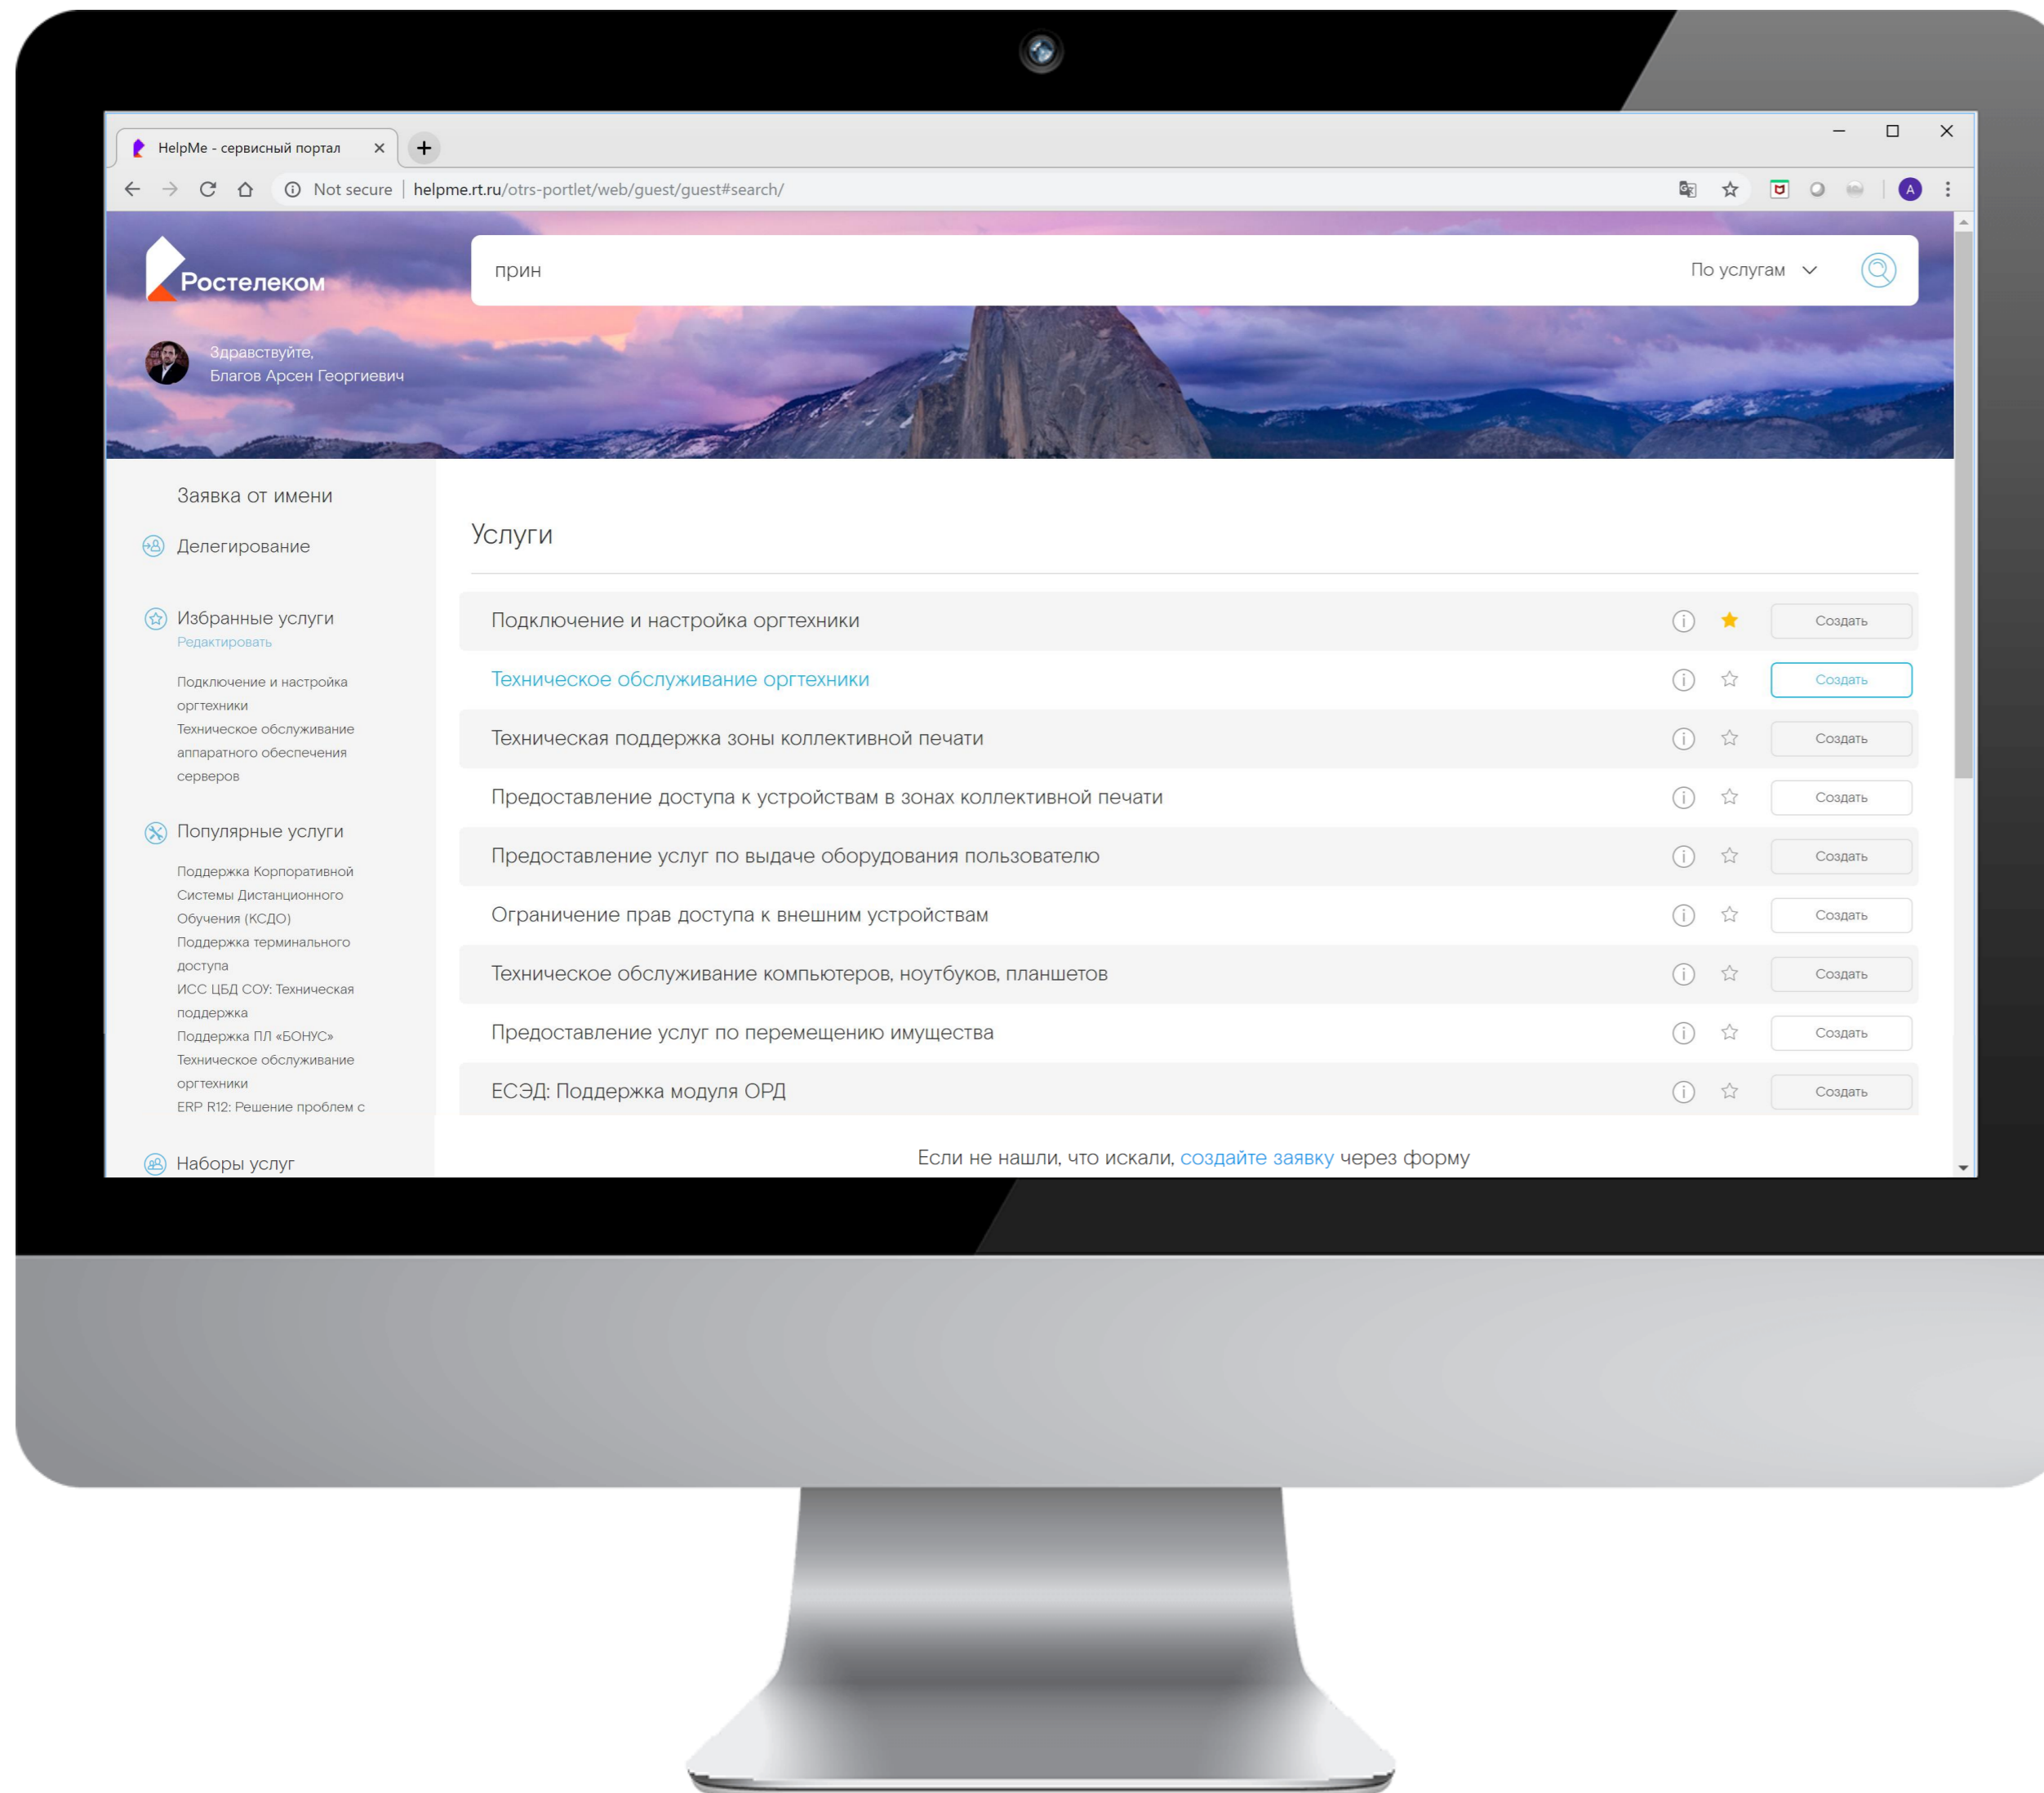 HelpMe - сервисный портал
Not secure | helpme.rt.ru/otrs-portlet/web/guest/guest#search/
A
Ростелеком
прин
По услугам
Здравствуйте,
Благов Арсен Георгиевич
Заявка от имени
Делегирование
Избранные услуги
Редактировать
Подключение и настройка
оргтехники
Техническое обслуживание
аппаратного обеспечения
серверов
Популярные услуги
Поддержка Корпоративной
Системы Дистанционного
Обучения (КСДО)
Поддержка терминального
доступа
ИСС ЦБД СОУ: Техническая
поддержка
Поддержка ПЛ «БОНУС»
Техническое обслуживание
оргтехники
ERP R12: Решение проблем с
Наборы услуг
Услуги
Подключение и настройка оргтехники Создать
Техническое обслуживание оргтехники Создать
Техническая поддержка зоны коллективной печати Создать
Предоставление доступа к устройствам в зонах коллективной печати Создать
Предоставление услуг по выдаче оборудования пользователю Создать
Ограничение прав доступа к внешним устройствам Создать
Техническое обслуживание компьютеров, ноутбуков, планшетов Создать
Предоставление услуг по перемещению имущества Создать
ЕСЭД: Поддержка модуля ОРД Создать
Если не нашли, что искали, создайте заявку через форму